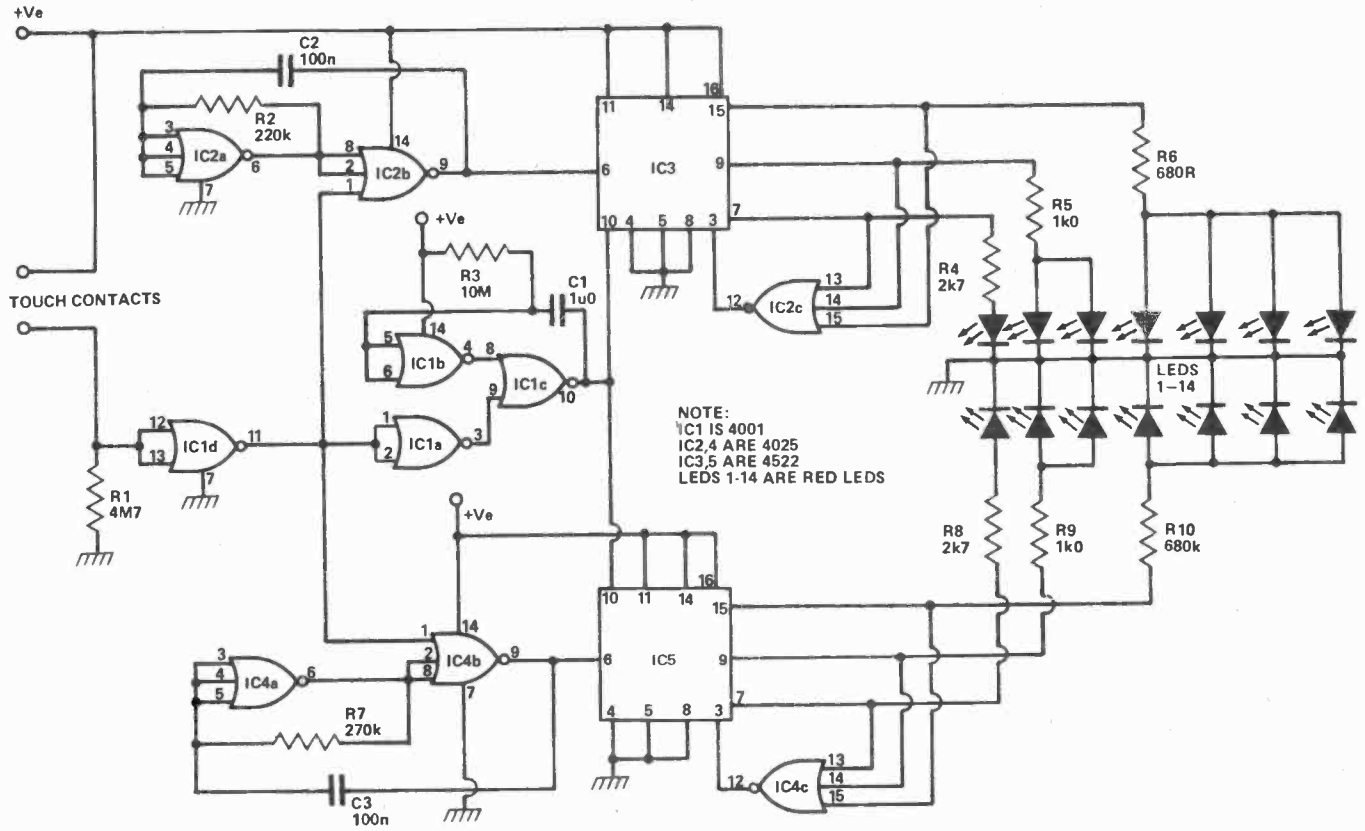 +Ve
C2
100n
R2
220k
3
4
5
IC2a
6
7
8
2
1
14
IC2b
9
11
14
16
15
6
IC3
9
7
10
4
5
8
3
R6
680R
R5
1k0
R4
2k7
13
14
15
12
IC2c
+Ve
R3
10M
C1
1u0
TOUCH CONTACTS
14
5
6
IC1b
4
8
9
IC1c
10
1
2
IC1a
3
12
13
IC1d
11
7
R1
4M7
LEDS
1–14
NOTE:
IC1 IS 4001
IC2,4 ARE 4025
IC3,5 ARE 4522
LEDS 1-14 ARE RED LEDS
+Ve
R8
2k7
R9
1k0
R10
680k
10
11
14
16
15
6
IC5
9
7
4
5
8
3
1
2
8
14
IC4b
9
7
3
4
5
IC4a
6
R7
270k
C3
100n
13
14
15
12
IC4c